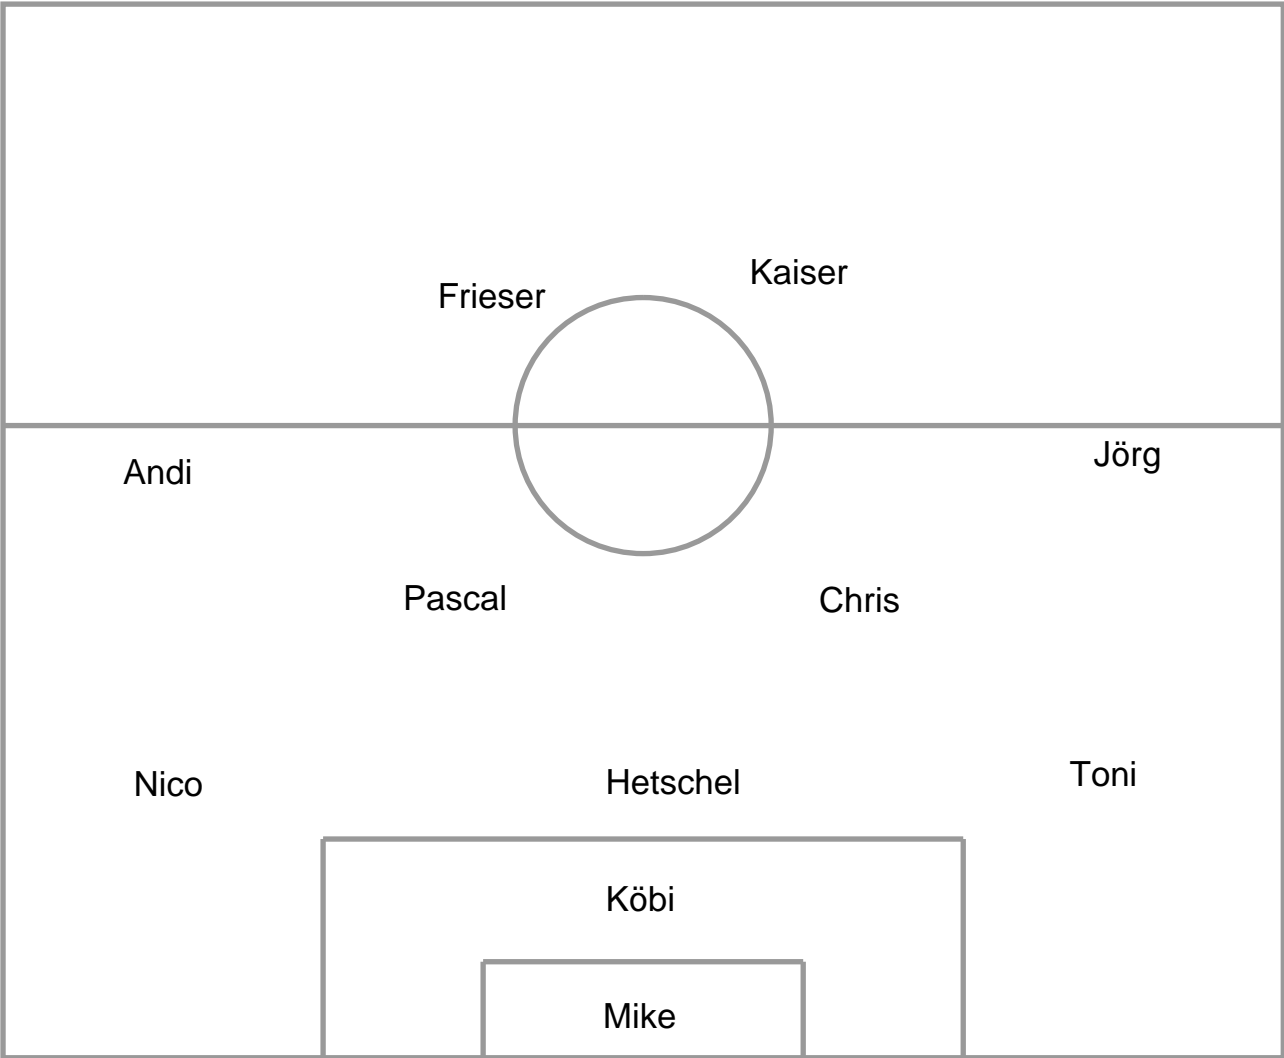 Kaiser
Frieser
Jörg
Andi
Pascal
Chris
Toni
Nico
Hetschel
Köbi
Mike